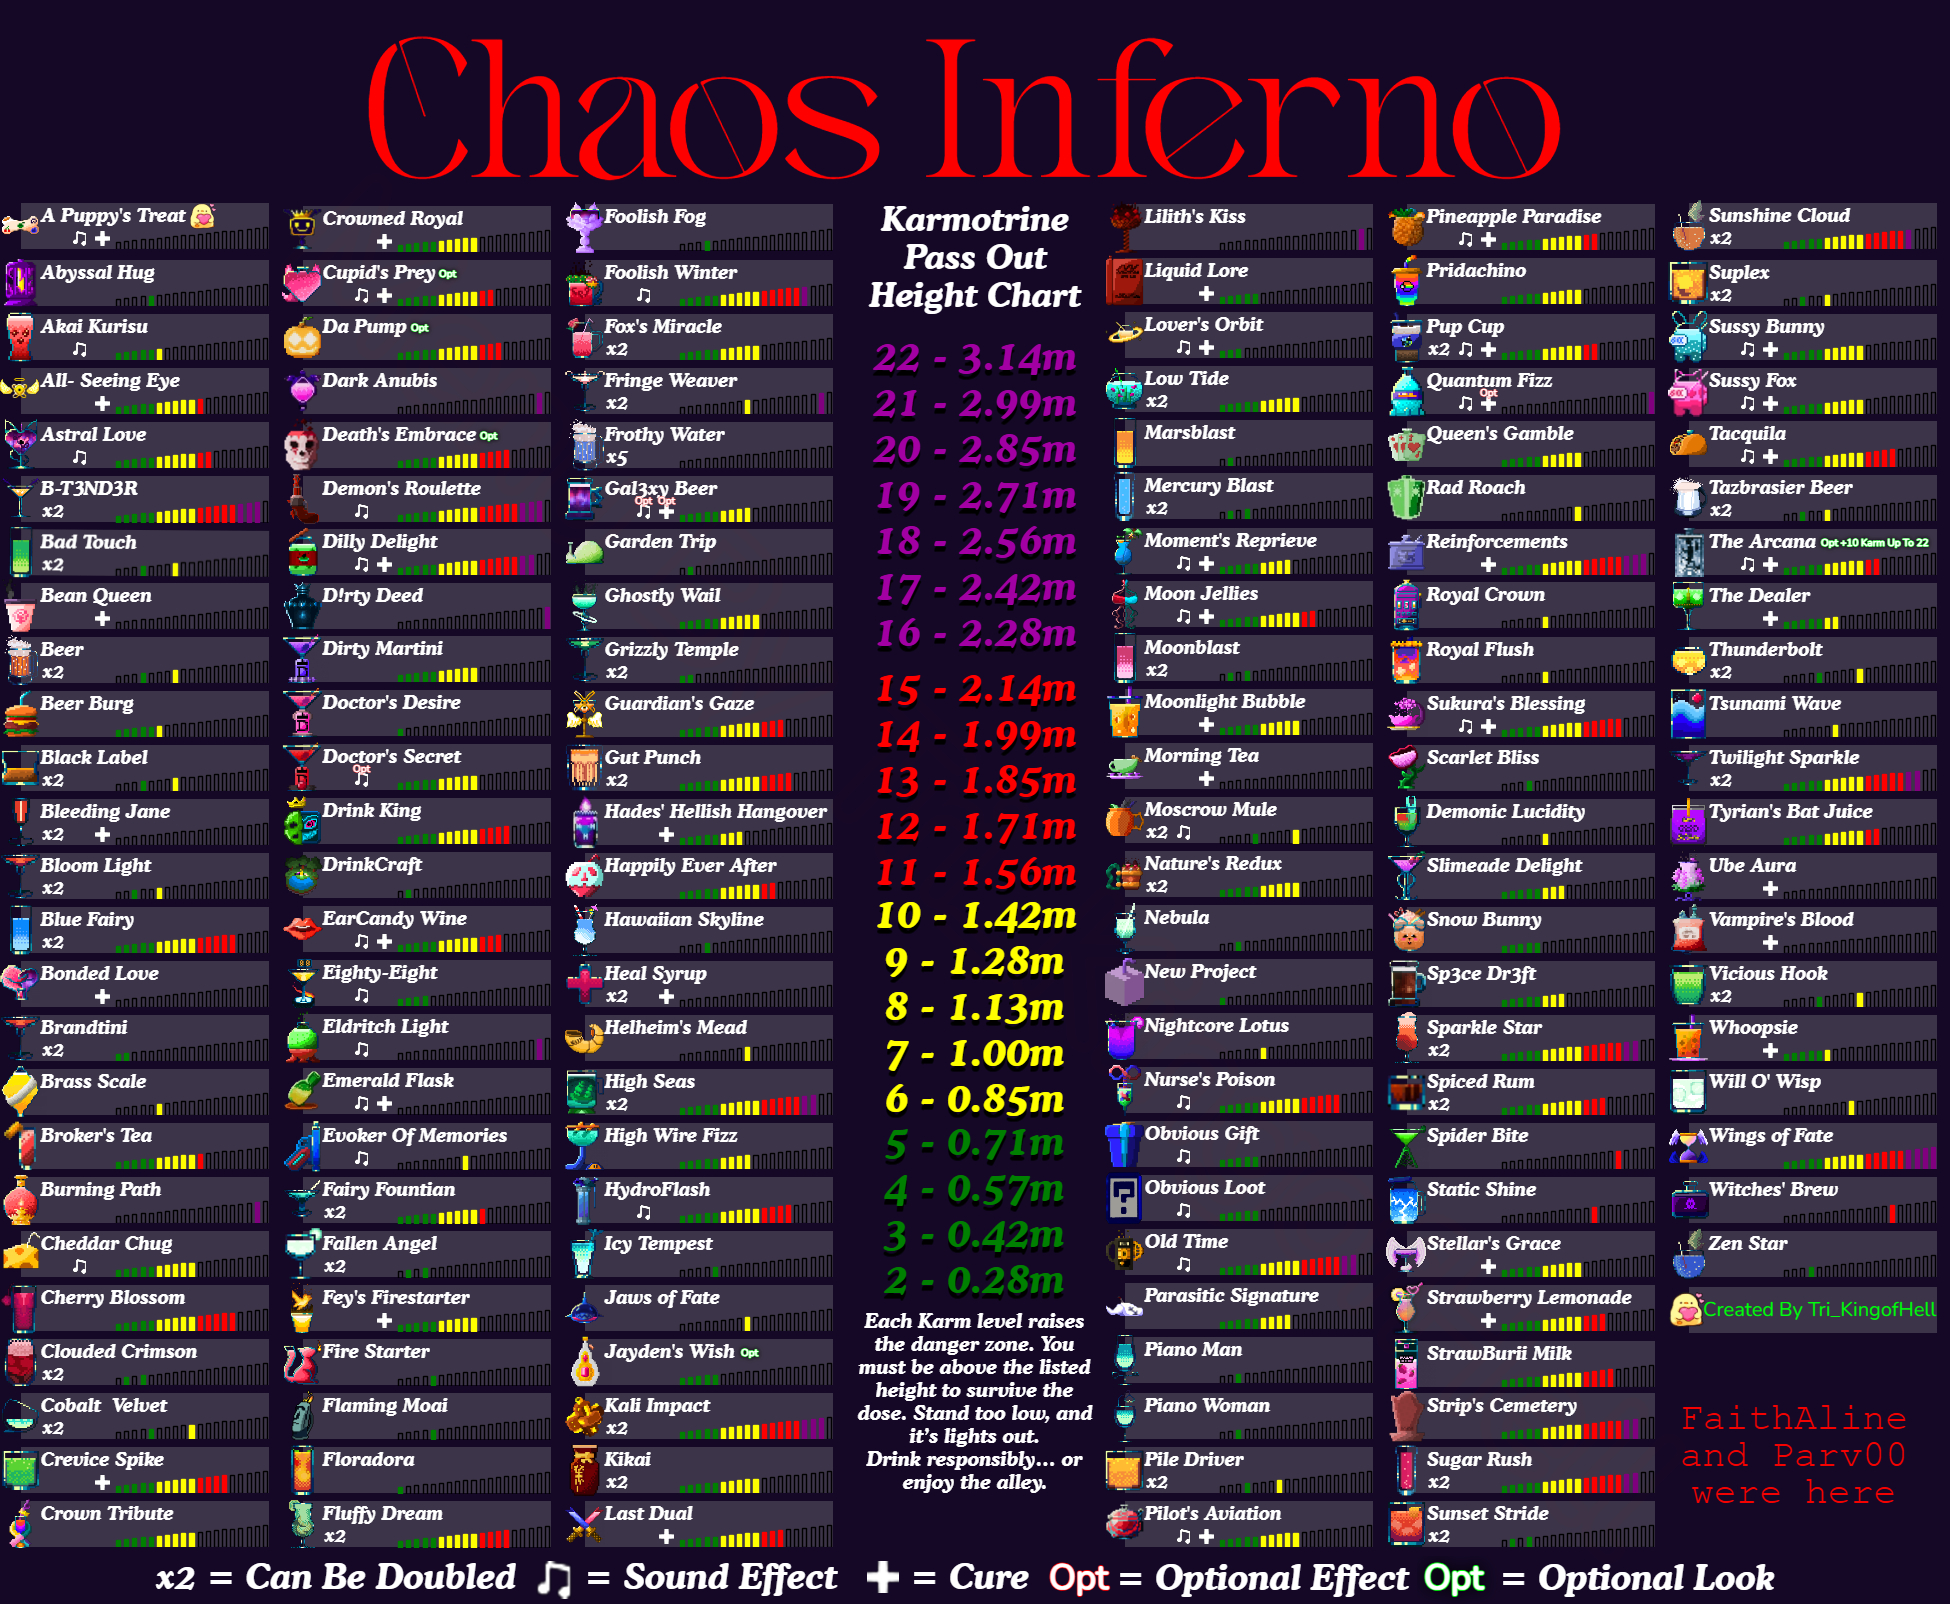 Chaos Inferno
A Puppy's Treat
Abyssal Hug
Akai Kurisu
All- Seeing Eye
Astral Love
B-T3ND3R
x2
Bad Touch
x2
Bean Queen
Beer
x2
Beer Burg
Black Label
x2
Bleeding Jane
x2
Bloom Light
x2
Blue Fairy
x2
Bonded Love
Brandtini
x2
Brass Scale
Broker's Tea
Burning Path
Cheddar Chug
Cherry Blossom
Clouded Crimson
x2
Cobalt Velvet
x2
Crevice Spike
Crown Tribute
Crowned Royal
Cupid's Prey Opt
Da Pump Opt
Dark Anubis
Death's Embrace Opt
Demon's Roulette
Dilly Delight
D!rty Deed
Dirty Martini
Doctor's Desire
Doctor's Secret
Opt
Drink King
DrinkCraft
EarCandy Wine
Eighty-Eight
Eldritch Light
Emerald Flask
Evoker Of Memories
Fairy Fountian
x2
Fallen Angel
x2
Fey's Firestarter
Fire Starter
Flaming Moai
Floradora
Fluffy Dream
x2
Foolish Fog
Foolish Winter
Fox's Miracle
x2
Fringe Weaver
x2
Frothy Water
x5
Gal3xy Beer
Opt Opt
Garden Trip
Ghostly Wail
Grizzly Temple
x2
Guardian's Gaze
Gut Punch
x2
Hades' Hellish Hangover
Happily Ever After
Hawaiian Skyline
Heal Syrup
x2
Helheim's Mead
High Seas
x2
High Wire Fizz
HydroFlash
Icy Tempest
Jaws of Fate
Jayden's Wish Opt
Kali Impact
x2
Kikai
x2
Last Dual
Karmotrine
Pass Out
Height Chart
22 - 3.14m
21 - 2.99m
20 - 2.85m
19 - 2.71m
18 - 2.56m
17 - 2.42m
16 - 2.28m
15 - 2.14m
14 - 1.99m
13 - 1.85m
12 - 1.71m
11 - 1.56m
10 - 1.42m
9 - 1.28m
8 - 1.13m
7 - 1.00m
6 - 0.85m
5 - 0.71m
4 - 0.57m
3 - 0.42m
2 - 0.28m
Each Karm level raises
the danger zone. You
must be above the listed
height to survive the
dose. Stand too low, and
it's lights out.
Drink responsibly... or
enjoy the alley.
Lilith's Kiss
Liquid Lore
Lover's Orbit
Low Tide
x2
Marsblast
Mercury Blast
x2
Moment's Reprieve
Moon Jellies
Moonblast
x2
Moonlight Bubble
Morning Tea
Moscrow Mule
x2
Nature's Redux
x2
Nebula
New Project
Nightcore Lotus
Nurse's Poison
Obvious Gift
Obvious Loot
Old Time
Parasitic Signature
Piano Man
Piano Woman
Pile Driver
x2
Pilot's Aviation
Pineapple Paradise
Pridachino
Pup Cup
x2
Quantum Fizz
Opt
Queen's Gamble
Rad Roach
Reinforcements
Royal Crown
Royal Flush
Sukura's Blessing
Scarlet Bliss
Demonic Lucidity
Slimeade Delight
Snow Bunny
Sp3ce Dr3ft
Sparkle Star
x2
Spiced Rum
x2
Spider Bite
Static Shine
Stellar's Grace
Strawberry Lemonade
StrawBurii Milk
Strip's Cemetery
Sugar Rush
x2
Sunset Stride
x2
Sunshine Cloud
x2
Suplex
x2
Sussy Bunny
Sussy Fox
Tacquila
Tazbrasier Beer
x2
The Arcana Opt +10 Karm Up To 22
The Dealer
Thunderbolt
x2
Tsunami Wave
Twilight Sparkle
x2
Tyrian's Bat Juice
Ube Aura
Vampire's Blood
Vicious Hook
x2
Whoopsie
Will O' Wisp
Wings of Fate
Witches' Brew
Zen Star
Created By Tri_KingofHell
FaithAline
and Parv00
were here
x2 = Can Be Doubled = Sound Effect = Cure Opt = Optional Effect Opt = Optional Look